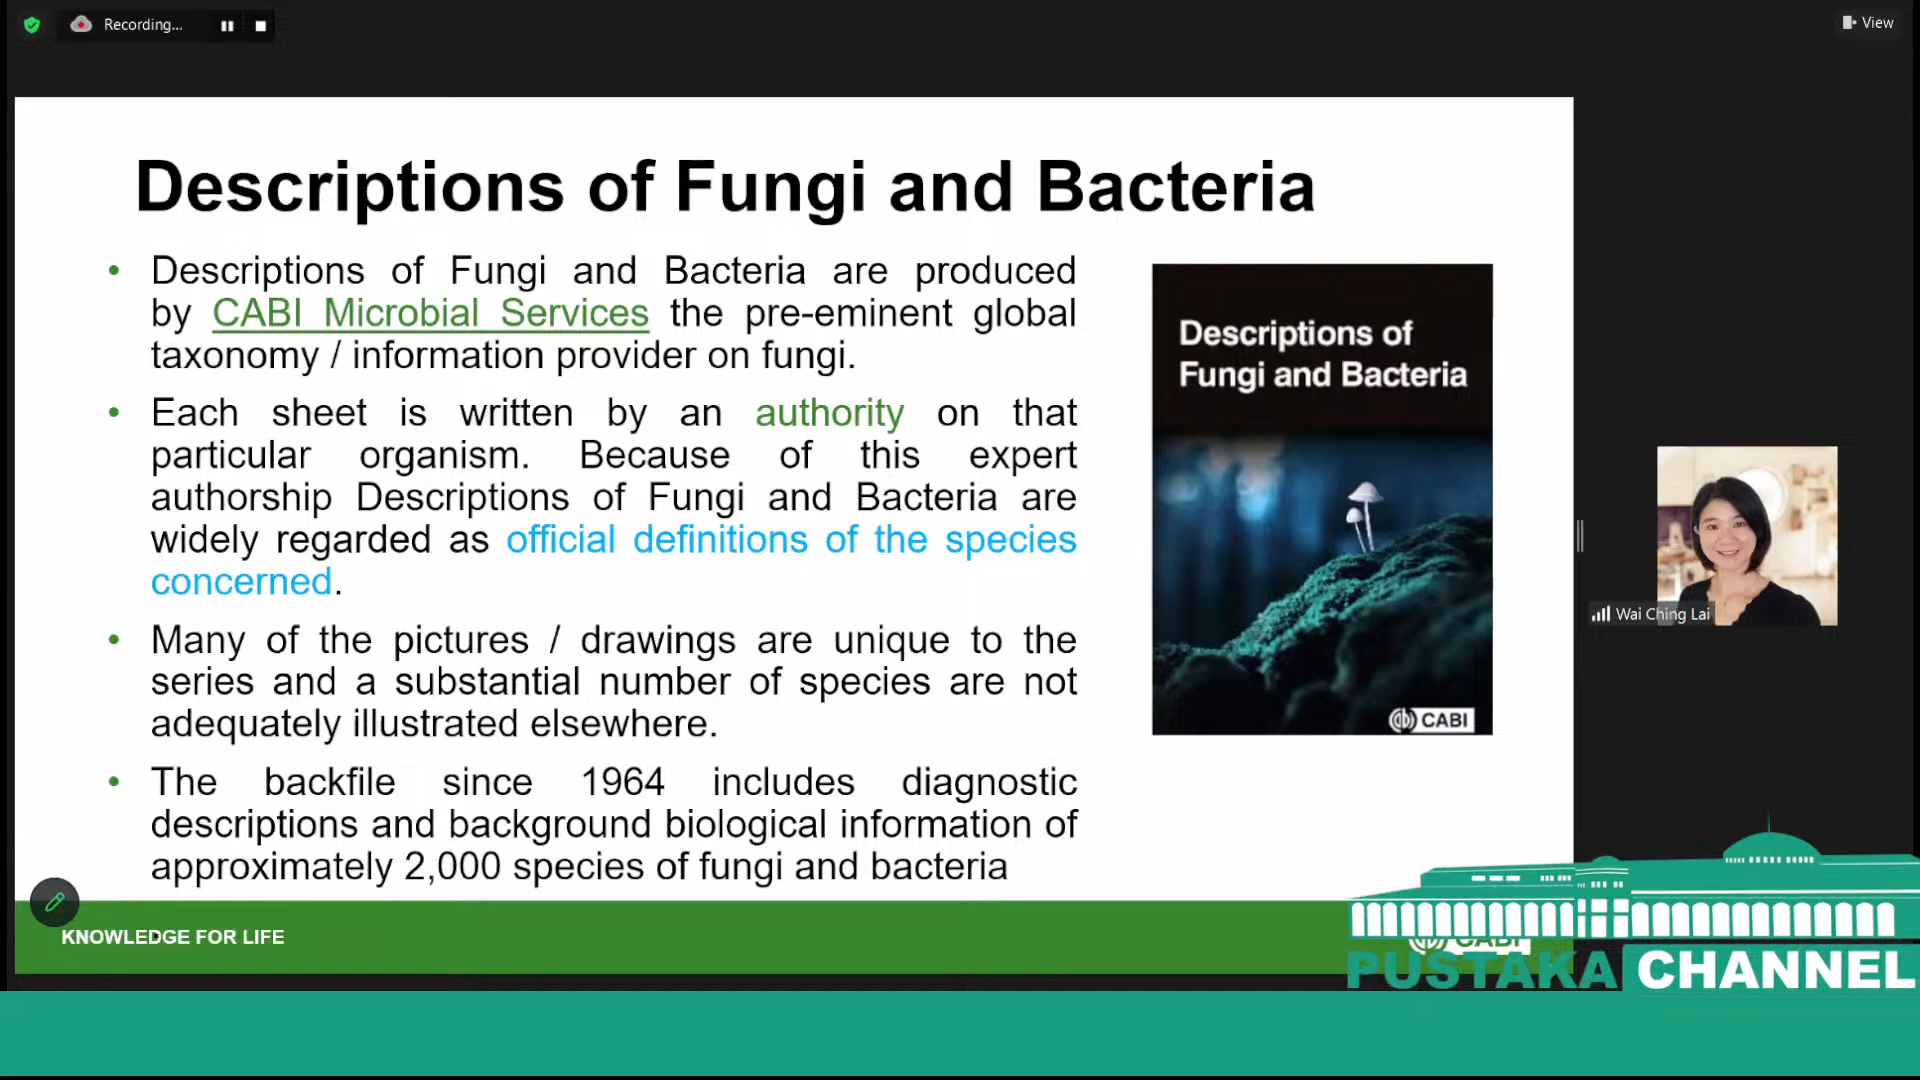 Recording...
View
Descriptions of Fungi and Bacteria
• Descriptions of Fungi and Bacteria are produced
by CABI Microbial Services the pre-eminent global
taxonomy / information provider on fungi.
• Each sheet is written by an authority on that
particular organism. Because of this expert
authorship Descriptions of Fungi and Bacteria are
widely regarded as official definitions of the species
concerned.
• Many of the pictures / drawings are unique to the
series and a substantial number of species are not
adequately illustrated elsewhere.
• The backfile since 1964 includes diagnostic
descriptions and background biological information of
approximately 2,000 species of fungi and bacteria
Descriptions of
Fungi and Bacteria
CABI
Wai Ching Lai
KNOWLEDGE FOR LIFE
CABI
PUSTAKA CHANNEL